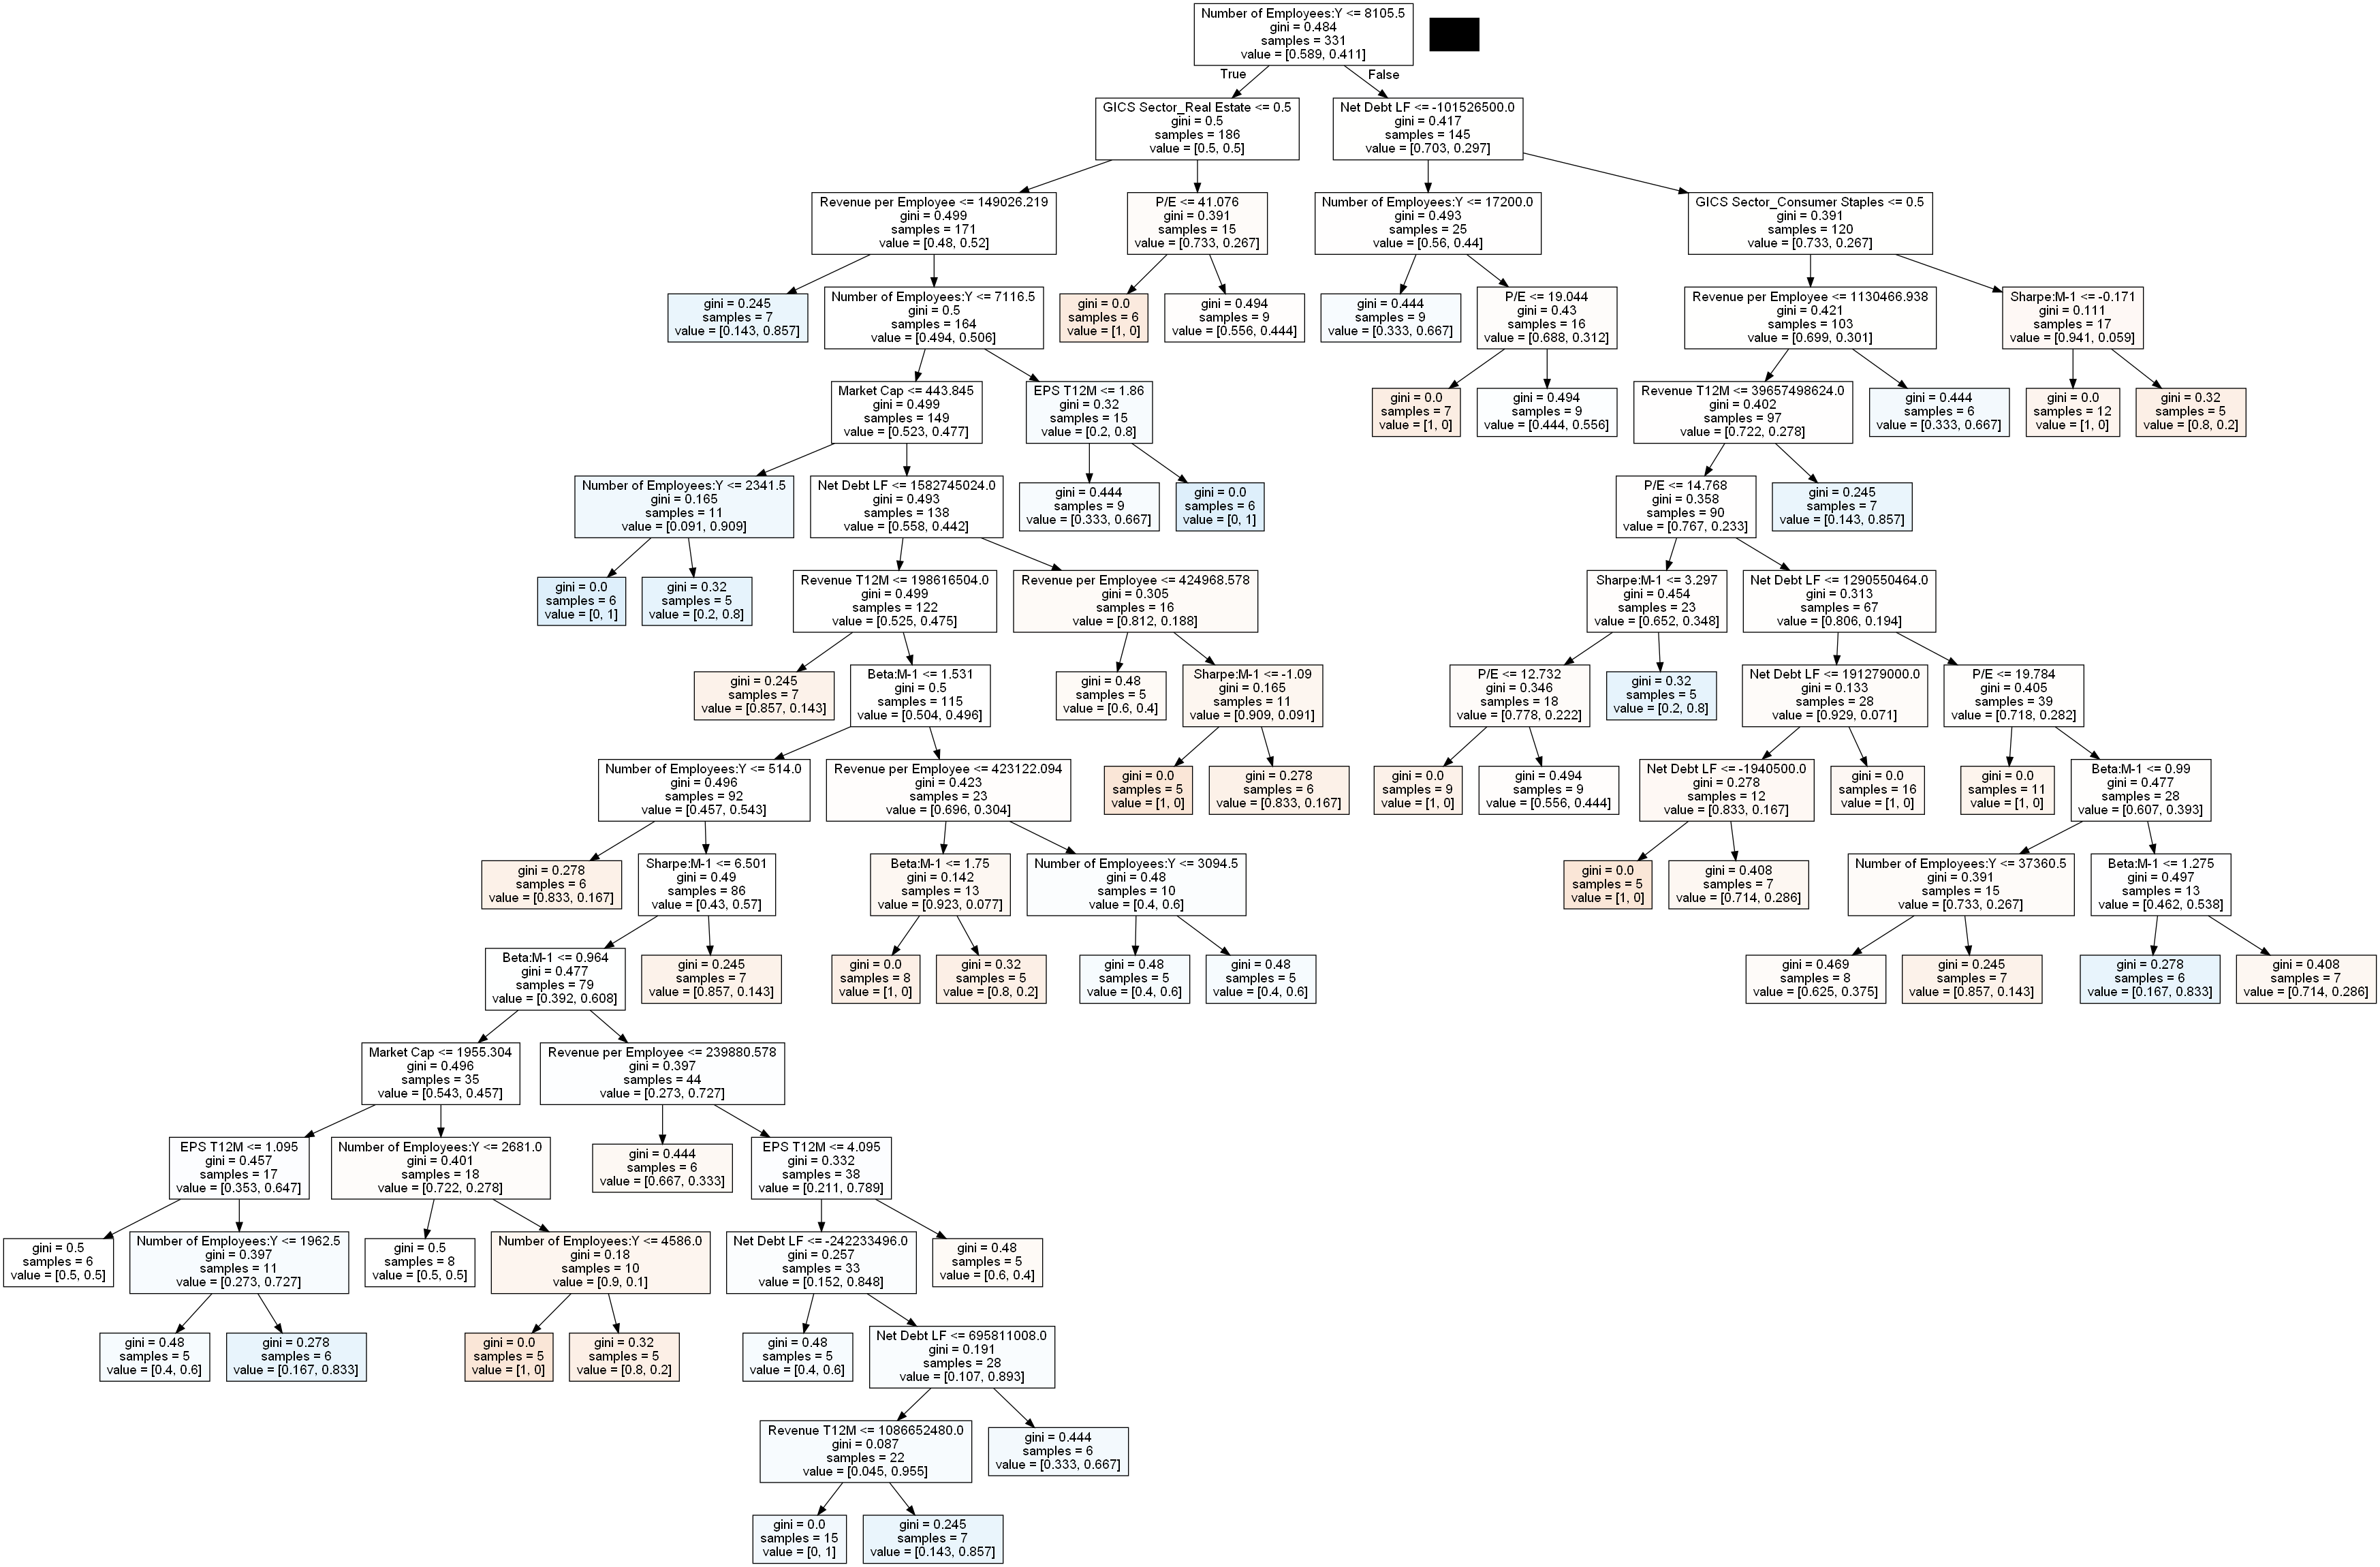 Number of Employees:Y <= 8105.5
gini = 0.484
samples = 331
value = [0.589, 0.411]
True
False
GICS Sector_Real Estate <= 0.5
gini = 0.5
samples = 186
value = [0.5, 0.5]
Net Debt LF <= -101526500.0
gini = 0.417
samples = 145
value = [0.703, 0.297]
Revenue per Employee <= 149026.219
gini = 0.499
samples = 171
value = [0.48, 0.52]
P/E <= 41.076
gini = 0.391
samples = 15
value = [0.733, 0.267]
Number of Employees:Y <= 17200.0
gini = 0.493
samples = 25
value = [0.56, 0.44]
GICS Sector_Consumer Staples <= 0.5
gini = 0.391
samples = 120
value = [0.733, 0.267]
gini = 0.245
samples = 7
value = [0.143, 0.857]
Number of Employees:Y <= 7116.5
gini = 0.5
samples = 164
value = [0.494, 0.506]
gini = 0.0
samples = 6
value = [1, 0]
gini = 0.494
samples = 9
value = [0.556, 0.444]
gini = 0.444
samples = 9
value = [0.333, 0.667]
P/E <= 19.044
gini = 0.43
samples = 16
value = [0.688, 0.312]
Revenue per Employee <= 1130466.938
gini = 0.421
samples = 103
value = [0.699, 0.301]
Sharpe:M-1 <= -0.171
gini = 0.111
samples = 17
value = [0.941, 0.059]
Market Cap <= 443.845
gini = 0.499
samples = 149
value = [0.523, 0.477]
EPS T12M <= 1.86
gini = 0.32
samples = 15
value = [0.2, 0.8]
gini = 0.0
samples = 7
value = [1, 0]
gini = 0.494
samples = 9
value = [0.444, 0.556]
Revenue T12M <= 39657498624.0
gini = 0.402
samples = 97
value = [0.722, 0.278]
gini = 0.444
samples = 6
value = [0.333, 0.667]
gini = 0.0
samples = 12
value = [1, 0]
gini = 0.32
samples = 5
value = [0.8, 0.2]
Number of Employees:Y <= 2341.5
gini = 0.165
samples = 11
value = [0.091, 0.909]
Net Debt LF <= 1582745024.0
gini = 0.493
samples = 138
value = [0.558, 0.442]
gini = 0.444
samples = 9
value = [0.333, 0.667]
gini = 0.0
samples = 6
value = [0, 1]
P/E <= 14.768
gini = 0.358
samples = 90
value = [0.767, 0.233]
gini = 0.245
samples = 7
value = [0.143, 0.857]
gini = 0.0
samples = 6
value = [0, 1]
gini = 0.32
samples = 5
value = [0.2, 0.8]
Revenue T12M <= 198616504.0
gini = 0.499
samples = 122
value = [0.525, 0.475]
Revenue per Employee <= 424968.578
gini = 0.305
samples = 16
value = [0.812, 0.188]
Sharpe:M-1 <= 3.297
gini = 0.454
samples = 23
value = [0.652, 0.348]
Net Debt LF <= 1290550464.0
gini = 0.313
samples = 67
value = [0.806, 0.194]
gini = 0.245
samples = 7
value = [0.857, 0.143]
Beta:M-1 <= 1.531
gini = 0.5
samples = 115
value = [0.504, 0.496]
gini = 0.48
samples = 5
value = [0.6, 0.4]
Sharpe:M-1 <= -1.09
gini = 0.165
samples = 11
value = [0.909, 0.091]
P/E <= 12.732
gini = 0.346
samples = 18
value = [0.778, 0.222]
gini = 0.32
samples = 5
value = [0.2, 0.8]
Net Debt LF <= 191279000.0
gini = 0.133
samples = 28
value = [0.929, 0.071]
P/E <= 19.784
gini = 0.405
samples = 39
value = [0.718, 0.282]
Number of Employees:Y <= 514.0
gini = 0.496
samples = 92
value = [0.457, 0.543]
Revenue per Employee <= 423122.094
gini = 0.423
samples = 23
value = [0.696, 0.304]
gini = 0.0
samples = 5
value = [1, 0]
gini = 0.278
samples = 6
value = [0.833, 0.167]
gini = 0.0
samples = 9
value = [1, 0]
gini = 0.494
samples = 9
value = [0.556, 0.444]
Net Debt LF <= -1940500.0
gini = 0.278
samples = 12
value = [0.833, 0.167]
gini = 0.0
samples = 16
value = [1, 0]
gini = 0.0
samples = 11
value = [1, 0]
Beta:M-1 <= 0.99
gini = 0.477
samples = 28
value = [0.607, 0.393]
gini = 0.278
samples = 6
value = [0.833, 0.167]
Sharpe:M-1 <= 6.501
gini = 0.49
samples = 86
value = [0.43, 0.57]
Beta:M-1 <= 1.75
gini = 0.142
samples = 13
value = [0.923, 0.077]
Number of Employees:Y <= 3094.5
gini = 0.48
samples = 10
value = [0.4, 0.6]
gini = 0.0
samples = 5
value = [1, 0]
gini = 0.408
samples = 7
value = [0.714, 0.286]
Number of Employees:Y <= 37360.5
gini = 0.391
samples = 15
value = [0.733, 0.267]
Beta:M-1 <= 1.275
gini = 0.497
samples = 13
value = [0.462, 0.538]
Beta:M-1 <= 0.964
gini = 0.477
samples = 79
value = [0.392, 0.608]
gini = 0.245
samples = 7
value = [0.857, 0.143]
gini = 0.0
samples = 8
value = [1, 0]
gini = 0.32
samples = 5
value = [0.8, 0.2]
gini = 0.48
samples = 5
value = [0.4, 0.6]
gini = 0.48
samples = 5
value = [0.4, 0.6]
gini = 0.469
samples = 8
value = [0.625, 0.375]
gini = 0.245
samples = 7
value = [0.857, 0.143]
gini = 0.278
samples = 6
value = [0.167, 0.833]
gini = 0.408
samples = 7
value = [0.714, 0.286]
Market Cap <= 1955.304
gini = 0.496
samples = 35
value = [0.543, 0.457]
Revenue per Employee <= 239880.578
gini = 0.397
samples = 44
value = [0.273, 0.727]
EPS T12M <= 1.095
gini = 0.457
samples = 17
value = [0.353, 0.647]
Number of Employees:Y <= 2681.0
gini = 0.401
samples = 18
value = [0.722, 0.278]
gini = 0.444
samples = 6
value = [0.667, 0.333]
EPS T12M <= 4.095
gini = 0.332
samples = 38
value = [0.211, 0.789]
gini = 0.5
samples = 6
value = [0.5, 0.5]
Number of Employees:Y <= 1962.5
gini = 0.397
samples = 11
value = [0.273, 0.727]
gini = 0.5
samples = 8
value = [0.5, 0.5]
Number of Employees:Y <= 4586.0
gini = 0.18
samples = 10
value = [0.9, 0.1]
Net Debt LF <= -242233496.0
gini = 0.257
samples = 33
value = [0.152, 0.848]
gini = 0.48
samples = 5
value = [0.6, 0.4]
gini = 0.48
samples = 5
value = [0.4, 0.6]
gini = 0.278
samples = 6
value = [0.167, 0.833]
gini = 0.0
samples = 5
value = [1, 0]
gini = 0.32
samples = 5
value = [0.8, 0.2]
gini = 0.48
samples = 5
value = [0.4, 0.6]
Net Debt LF <= 695811008.0
gini = 0.191
samples = 28
value = [0.107, 0.893]
Revenue T12M <= 1086652480.0
gini = 0.087
samples = 22
value = [0.045, 0.955]
gini = 0.444
samples = 6
value = [0.333, 0.667]
gini = 0.0
samples = 15
value = [0, 1]
gini = 0.245
samples = 7
value = [0.143, 0.857]